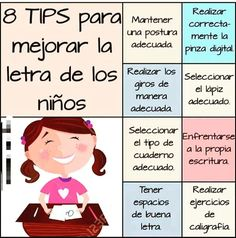 8 TIPS para
mejorar la
letra de los
niños
Mantener
una postura
adecuada.
Realizar
correcta-
mente la
pinza digital.
Realizar los
giros de
manera
adecuada.
Seleccionar
el lápiz
adecuado.
Seleccionar
el tipo de
cuaderno
adecuado.
Enfrentarse
a la propia
escritura.
Tener
espacios
de buena
letra.
Realizar
ejercicios
de
caligrafía.